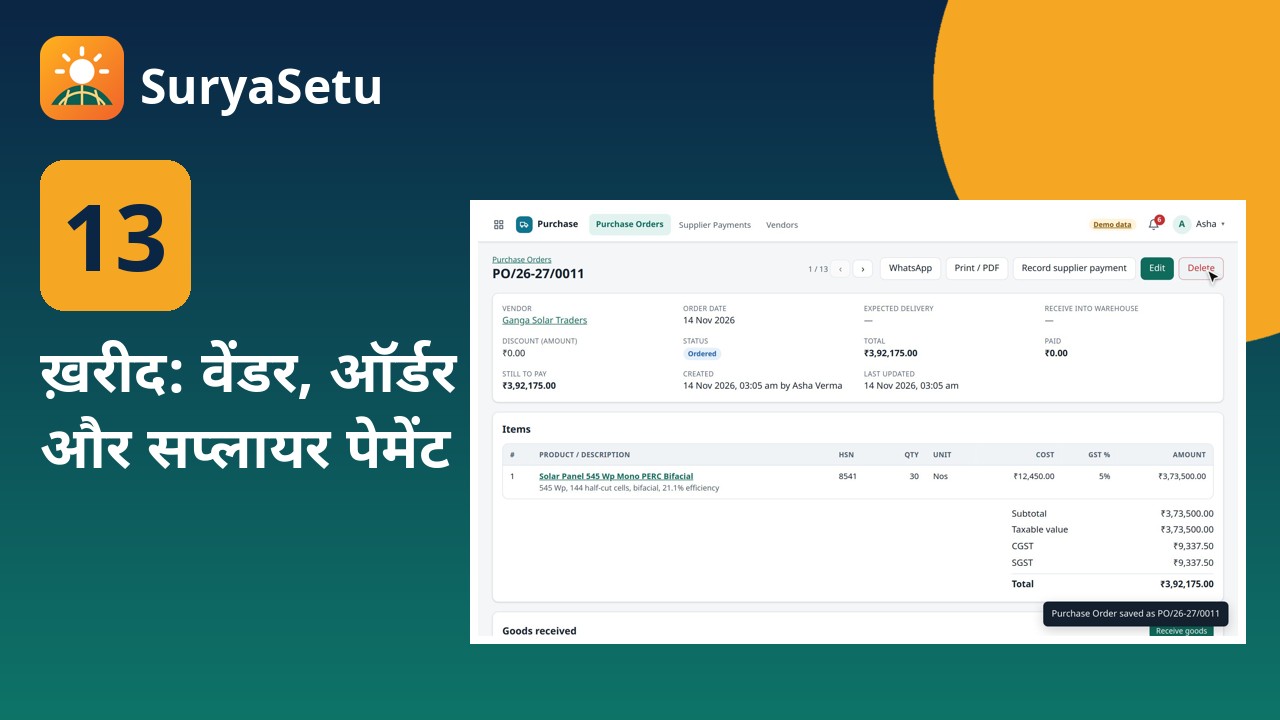 SuryaSetu
13
ख़रीद: वेंडर, ऑर्डर
और सप्लायर पेमेंट
Purchase
Purchase Orders
Supplier Payments
Vendors
Demo data
6
A
Asha
Purchase Orders
PO/26-27/0011
1 / 13
WhatsApp
Print / PDF
Record supplier payment
Edit
Delete
VENDOR
Ganga Solar Traders
ORDER DATE
14 Nov 2026
EXPECTED DELIVERY
—
RECEIVE INTO WAREHOUSE
—
DISCOUNT (AMOUNT)
₹0.00
STATUS
Ordered
TOTAL
₹3,92,175.00
PAID
₹0.00
STILL TO PAY
₹3,92,175.00
CREATED
14 Nov 2026, 03:05 am by Asha Verma
LAST UPDATED
14 Nov 2026, 03:05 am
Items
# PRODUCT / DESCRIPTION HSN QTY UNIT COST GST % AMOUNT
1 Solar Panel 545 Wp Mono PERC Bifacial 8541 30 Nos ₹12,450.00 5% ₹3,73,500.00
545 Wp, 144 half-cut cells, bifacial, 21.1% efficiency
Subtotal ₹3,73,500.00
Taxable value ₹3,73,500.00
CGST ₹9,337.50
SGST ₹9,337.50
Total ₹3,92,175.00
Purchase Order saved as PO/26-27/0011
Goods received
Receive goods